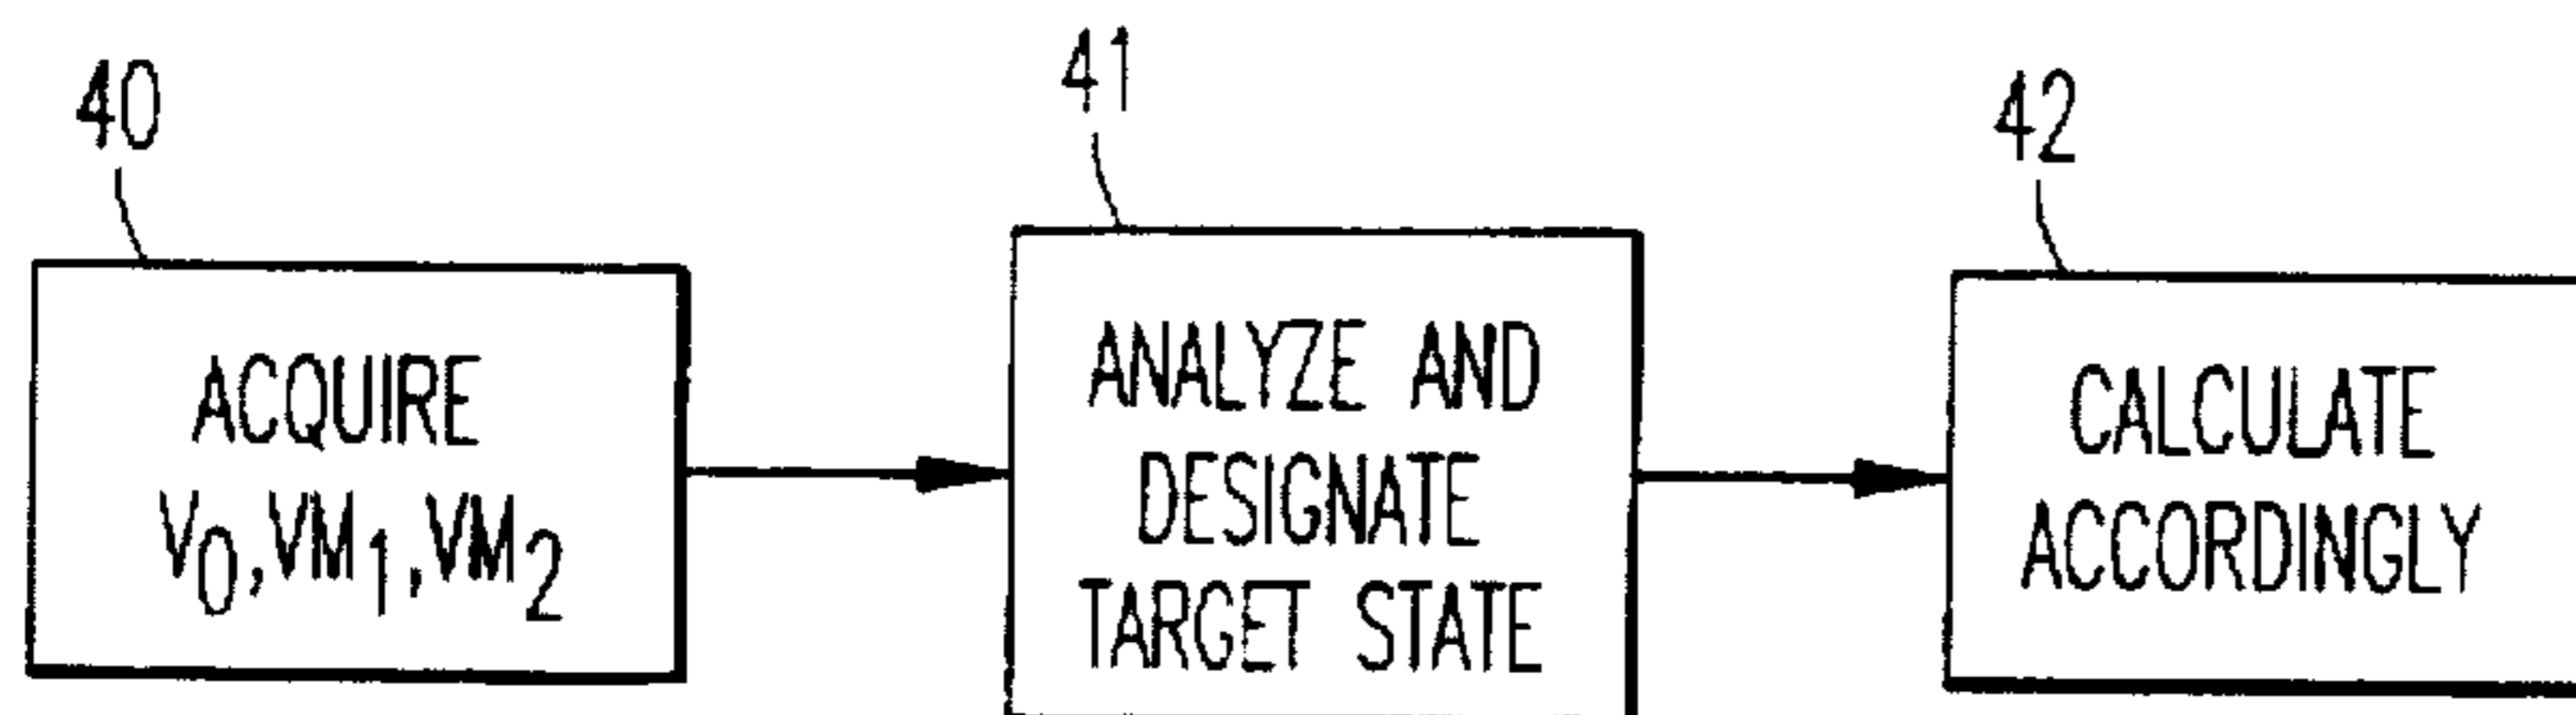 40
ACQUIRE
V₀,VM₁,VM₂
41
ANALYZE AND
DESIGNATE
TARGET STATE
42
CALCULATE
ACCORDINGLY